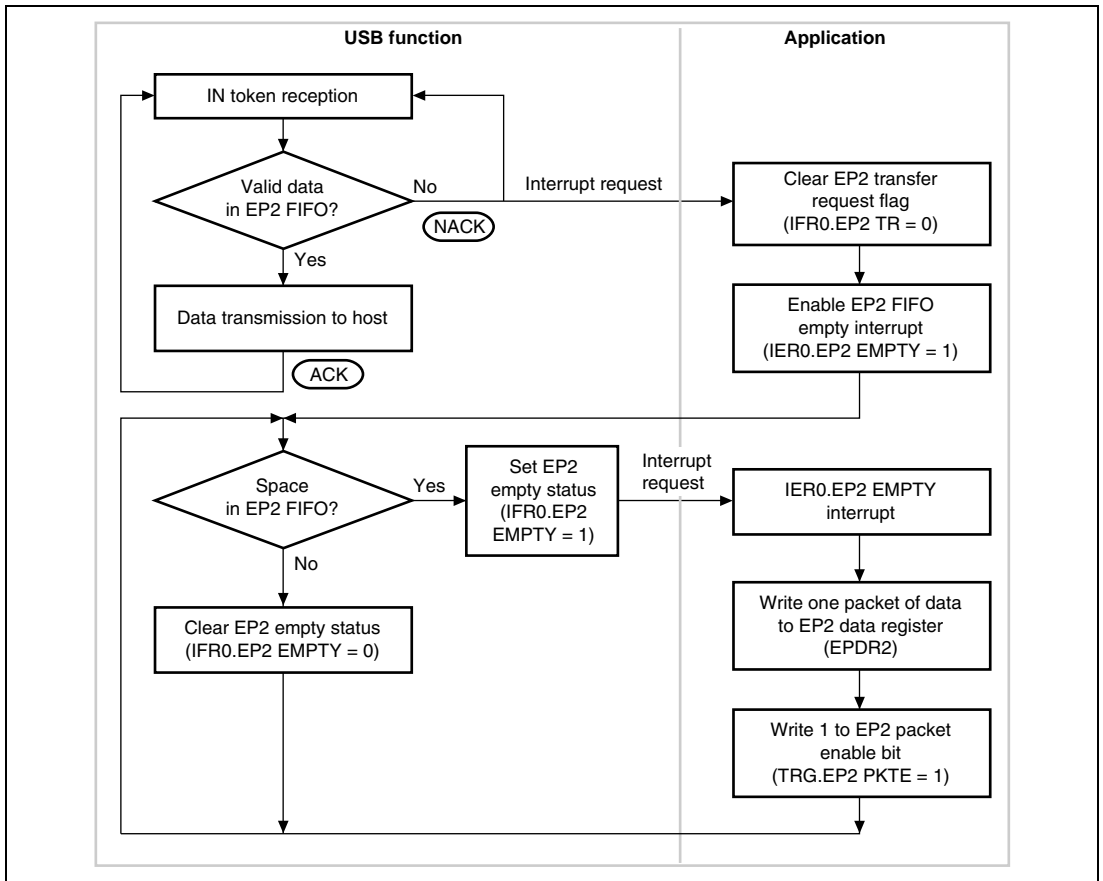 USB function
Application
IN token reception
Valid data
in EP2 FIFO?
No
NACK
Interrupt request
Clear EP2 transfer
request flag
(IFR0.EP2 TR = 0)
Yes
Data transmission to host
ACK
Enable EP2 FIFO
empty interrupt
(IER0.EP2 EMPTY = 1)
Space
in EP2 FIFO?
Yes
Set EP2
empty status
(IFR0.EP2
EMPTY = 1)
Interrupt
request
IER0.EP2 EMPTY
interrupt
No
Clear EP2 empty status
(IFR0.EP2 EMPTY = 0)
Write one packet of data
to EP2 data register
(EPDR2)
Write 1 to EP2 packet
enable bit
(TRG.EP2 PKTE = 1)